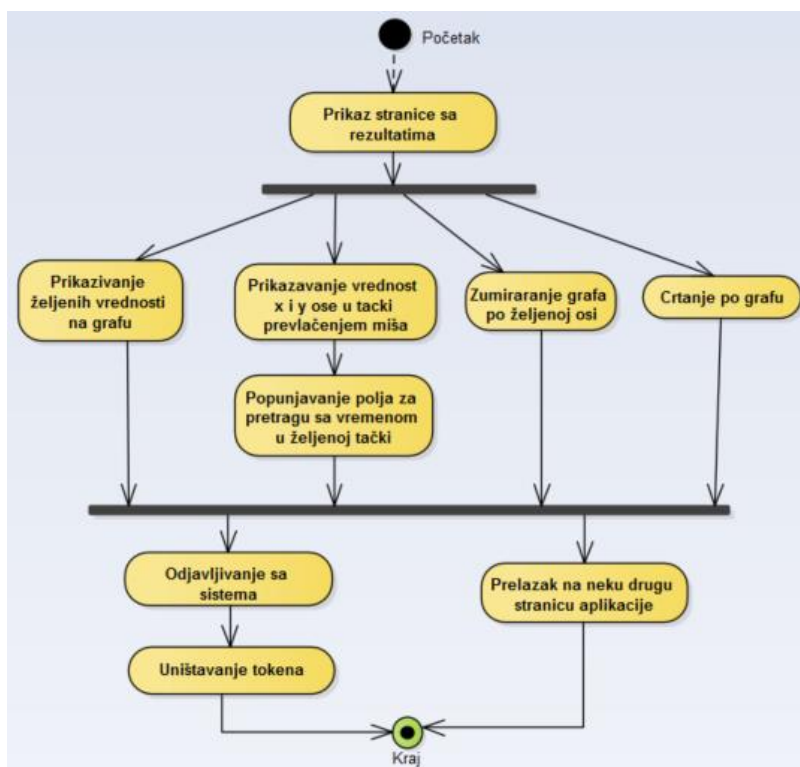 Početak
Prikaz stranice sa
rezultatima
Prikazivanje
željenih vrednosti
na grafu
Prikazavanje vrednost
x i y ose u tacki
prevlačenjem miša
Zumiraranje grafa
po željenoj osi
Crtanje po grafu
Popunjavanje polja za
pretragu sa vremenom
u željenoj tački
Odjavljivanje sa
sistema
Prelazak na neku drugu
stranicu aplikacije
Uništavanje tokena
Kraj